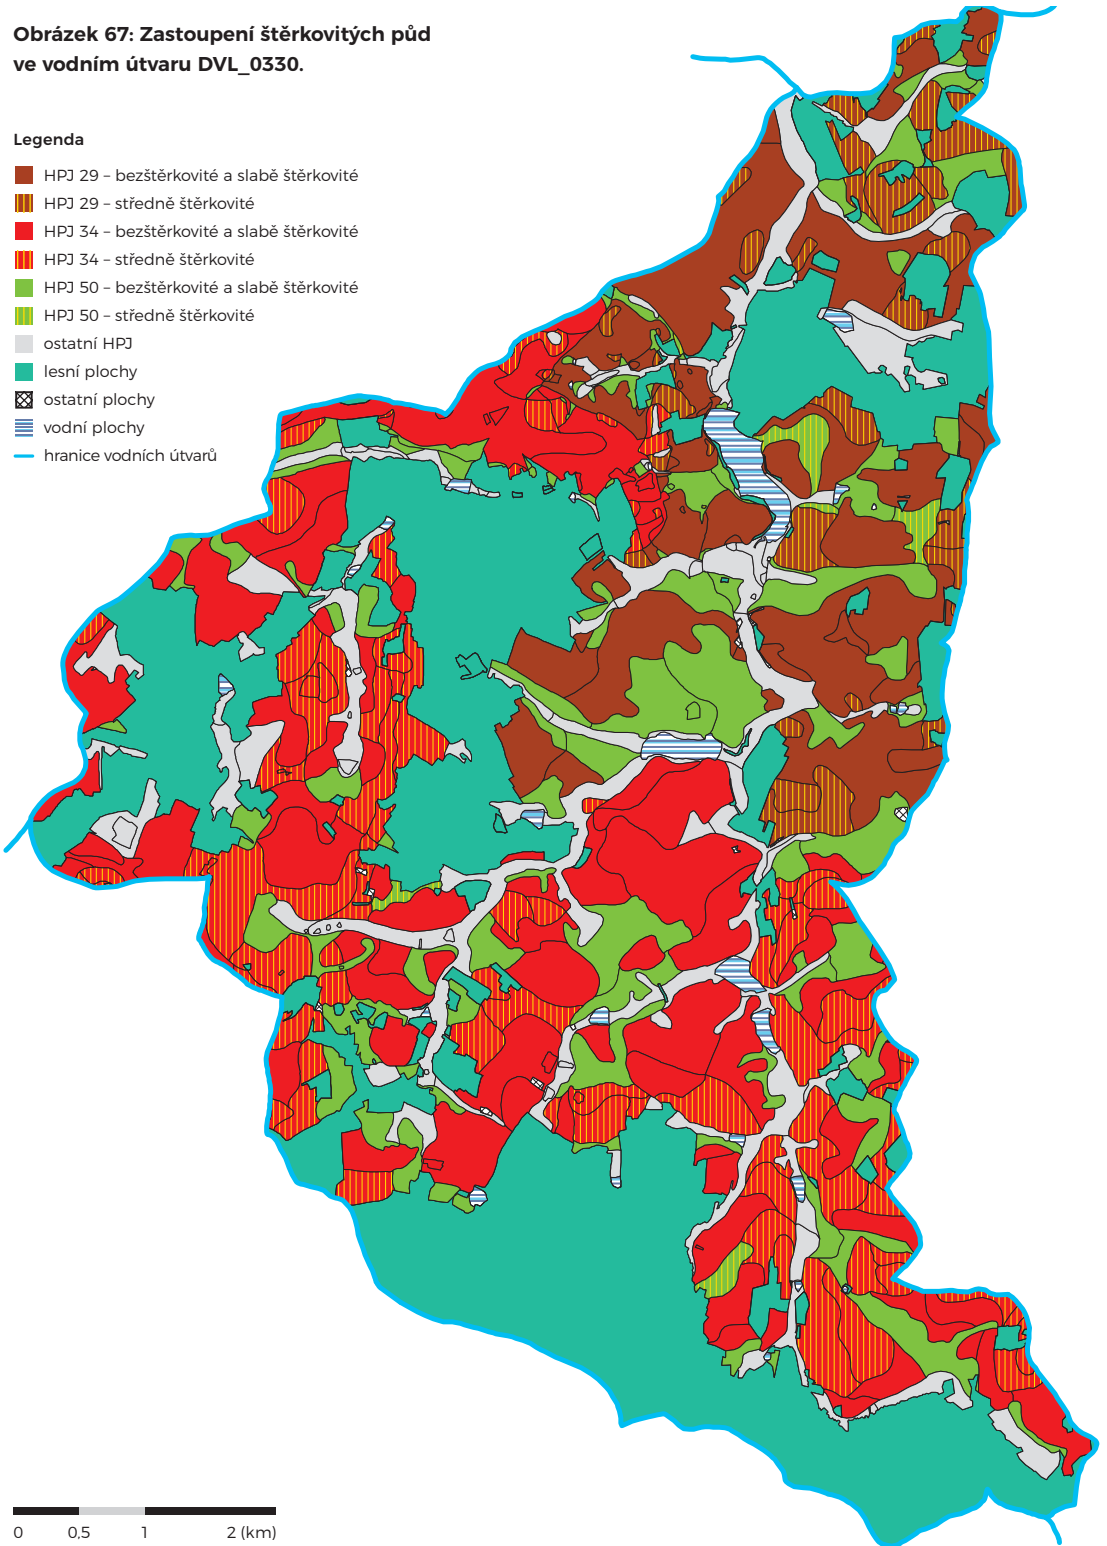 Obrázek 67: Zastoupení štěrkovitých půd
ve vodním útvaru DVL_0330.
Legenda
HPJ 29 – bezštěrkovité a slabě štěrkovité
HPJ 29 – středně štěrkovité
HPJ 34 – bezštěrkovité a slabě štěrkovité
HPJ 34 – středně štěrkovité
HPJ 50 – bezštěrkovité a slabě štěrkovité
HPJ 50 – středně štěrkovité
ostatní HPJ
lesní plochy
ostatní plochy
vodní plochy
hranice vodních útvarů
0 0,5 1 2 (km)